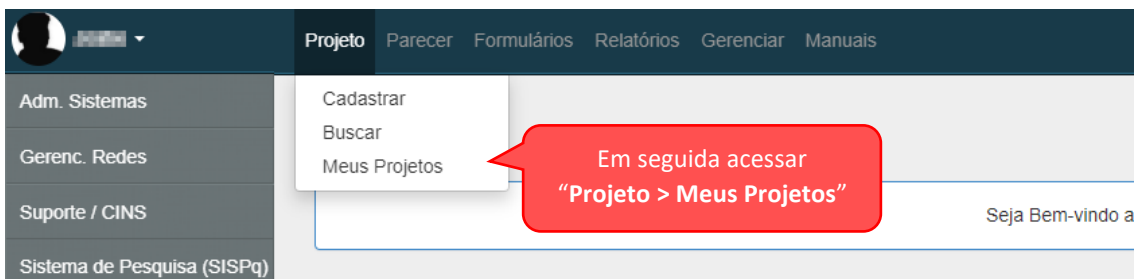 Projeto Parecer Formulários Relatórios Gerenciar Manuais
Adm. Sistemas
Gerenc. Redes
Suporte / CINS
Sistema de Pesquisa (SISPq)
Cadastrar
Buscar
Meus Projetos
Em seguida acessar
“Projeto > Meus Projetos”
Seja Bem-vindo a